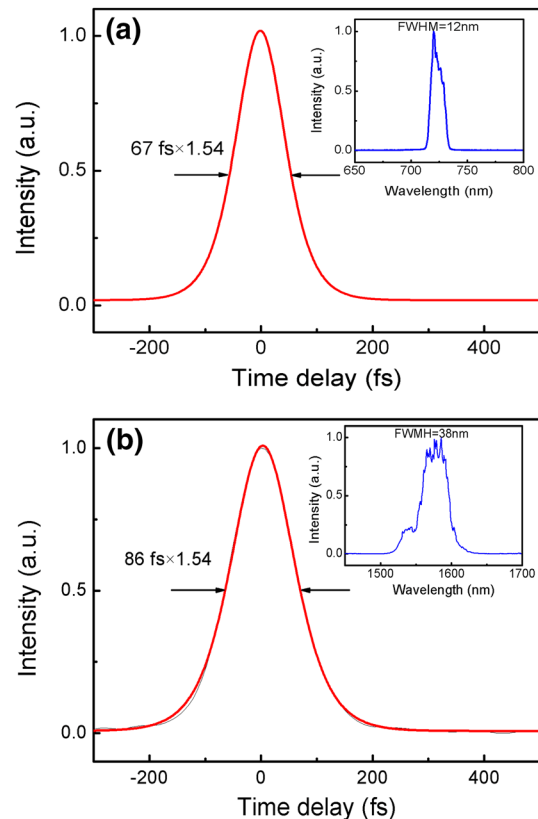 (a)
FWHM=12nm
1.0
0.5
0.0
Intensity (a.u.)
650 700 750 800
Wavelength (nm)
67 fs×1.54
1.0
0.5
0.0
Intensity (a.u.)
-200 0 200 400
Time delay (fs)
(b)
FWMH=38nm
1.0
0.5
0.0
Intensity (a.u.)
1500 1600 1700
Wavelength (nm)
86 fs×1.54
1.0
0.5
0.0
Intensity (a.u.)
-200 0 200 400
Time delay (fs)